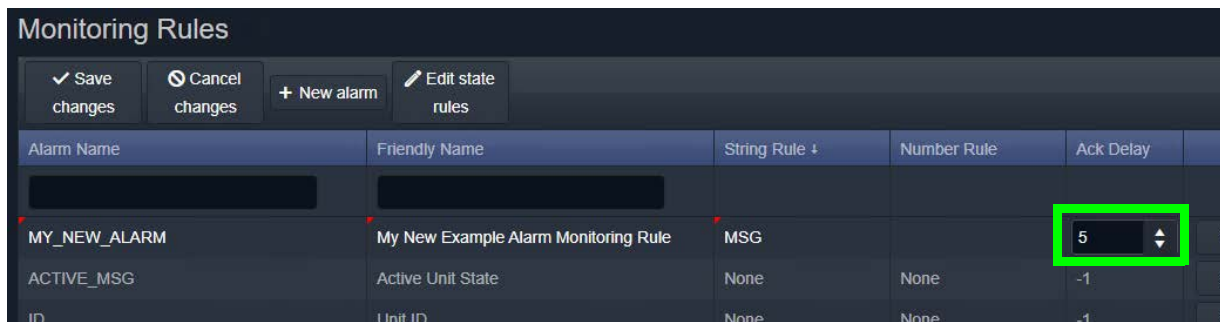 Monitoring Rules
Save changes
Cancel changes
+ New alarm
Edit state rules
Alarm Name Friendly Name String Rule ↓ Number Rule Ack Delay
MY_NEW_ALARM My New Example Alarm Monitoring Rule MSG 5
ACTIVE_MSG Active Unit State None None -1
ID Unit ID None None -1